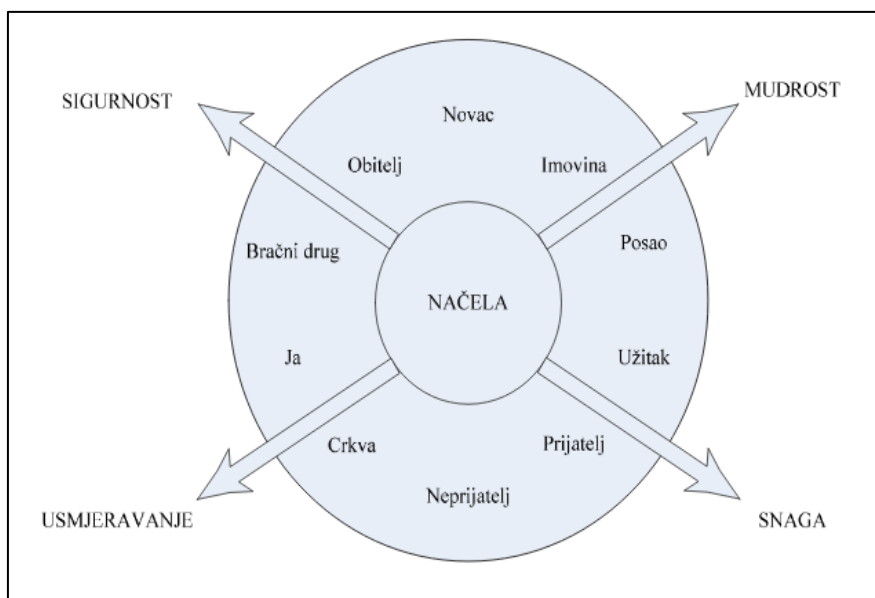 SIGURNOST
MUDROST
Novac
Obitelj
Imovina
Bračni drug
Posao
NAČELA
Ja
Užitak
Crkva
Prijatelj
Neprijatelj
USMJERAVANJE
SNAGA